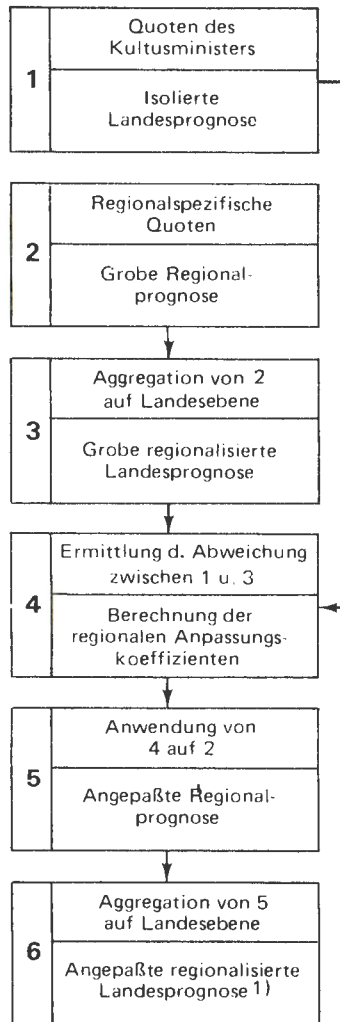 1
Quoten des
Kultusministers
Isolierte
Landesprognose
2
Regionalspezifische
Quoten
Grobe Regional-
prognose
3
Aggregation von 2
auf Landesebene
Grobe regionalisierte
Landesprognose
4
Ermittlung d. Abweichung
zwischen 1 u. 3
Berechnung der
regionalen Anpassungs-
koeffizienten
5
Anwendung von
4 auf 2
Angepaßte Regional-
prognose
6
Aggregation von 5
auf Landesebene
Angepaßte regionalisierte
Landesprognose 1)